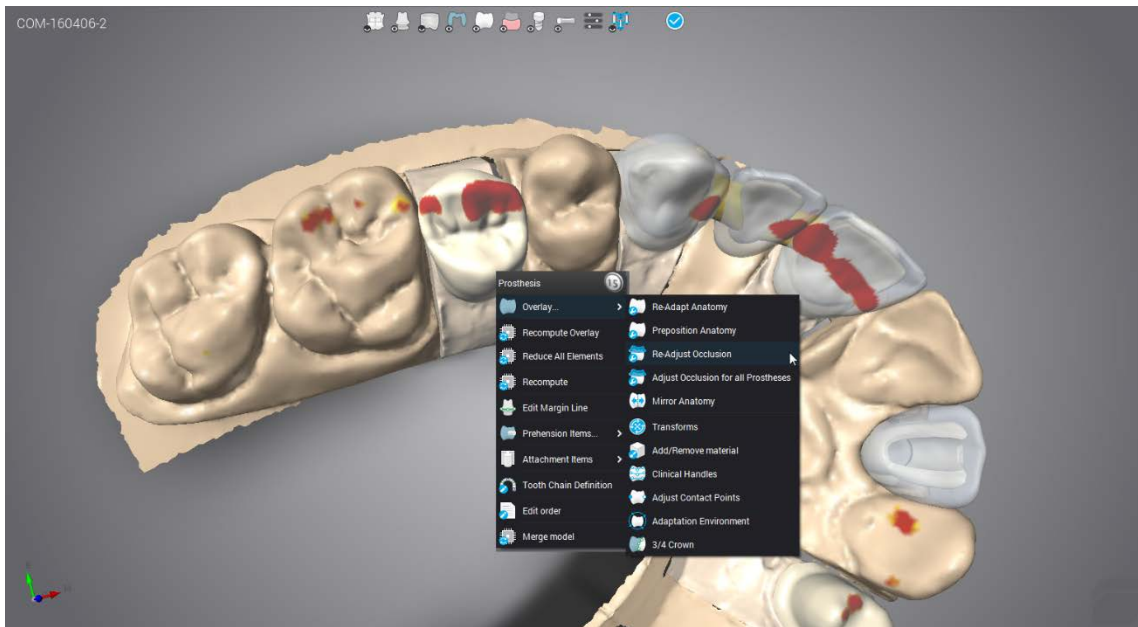 COM-160406-2
Prosthesis
15
Overlay...
Recompute Overlay
Reduce All Elements
Recompute
Edit Margin Line
Prehension Items...
Attachment Items
Tooth Chain Definition
Edit order
Merge model
Re-Adapt Anatomy
Preposition Anatomy
Re-Adjust Occlusion
Adjust Occlusion for all Prostheses
Mirror Anatomy
Transforms
Add/Remove material
Clinical Handles
Adjust Contact Points
Adaptation Environment
3/4 Crown